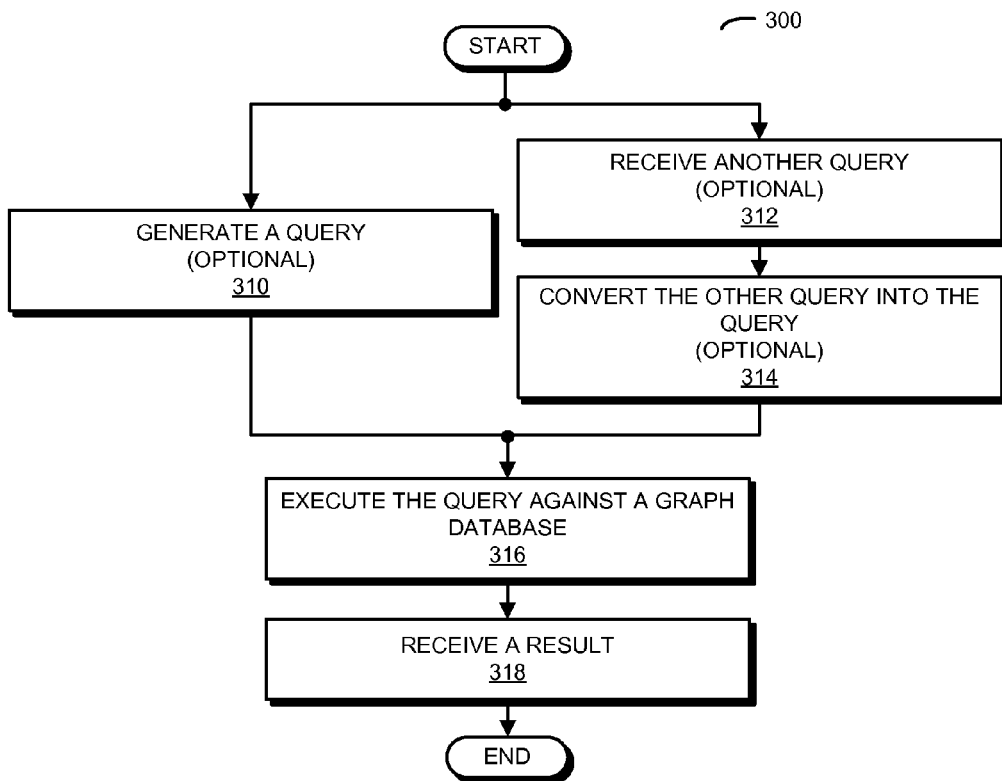 300
START
RECEIVE ANOTHER QUERY
(OPTIONAL)
312
GENERATE A QUERY
(OPTIONAL)
310
CONVERT THE OTHER QUERY INTO THE
QUERY
(OPTIONAL)
314
EXECUTE THE QUERY AGAINST A GRAPH
DATABASE
316
RECEIVE A RESULT
318
END